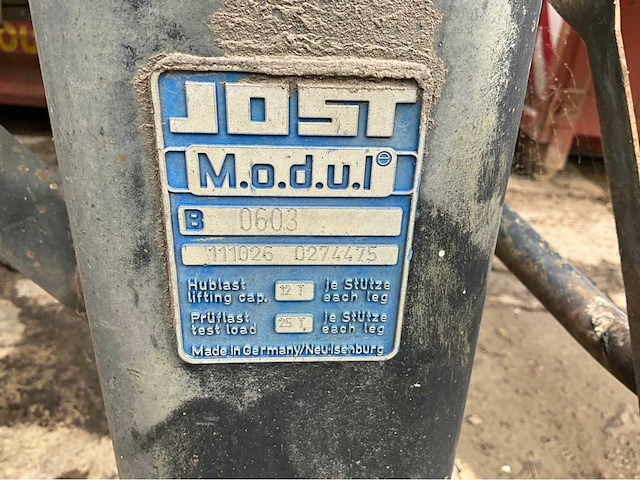 JOST
M.o.d.u.l e
B 0603
111026 0274475
Hublast 12 T je Stütze
lifting cap. each leg
Prüflast 25 T je Stütze
test load each leg
Made in Germany/Neu-Isenburg